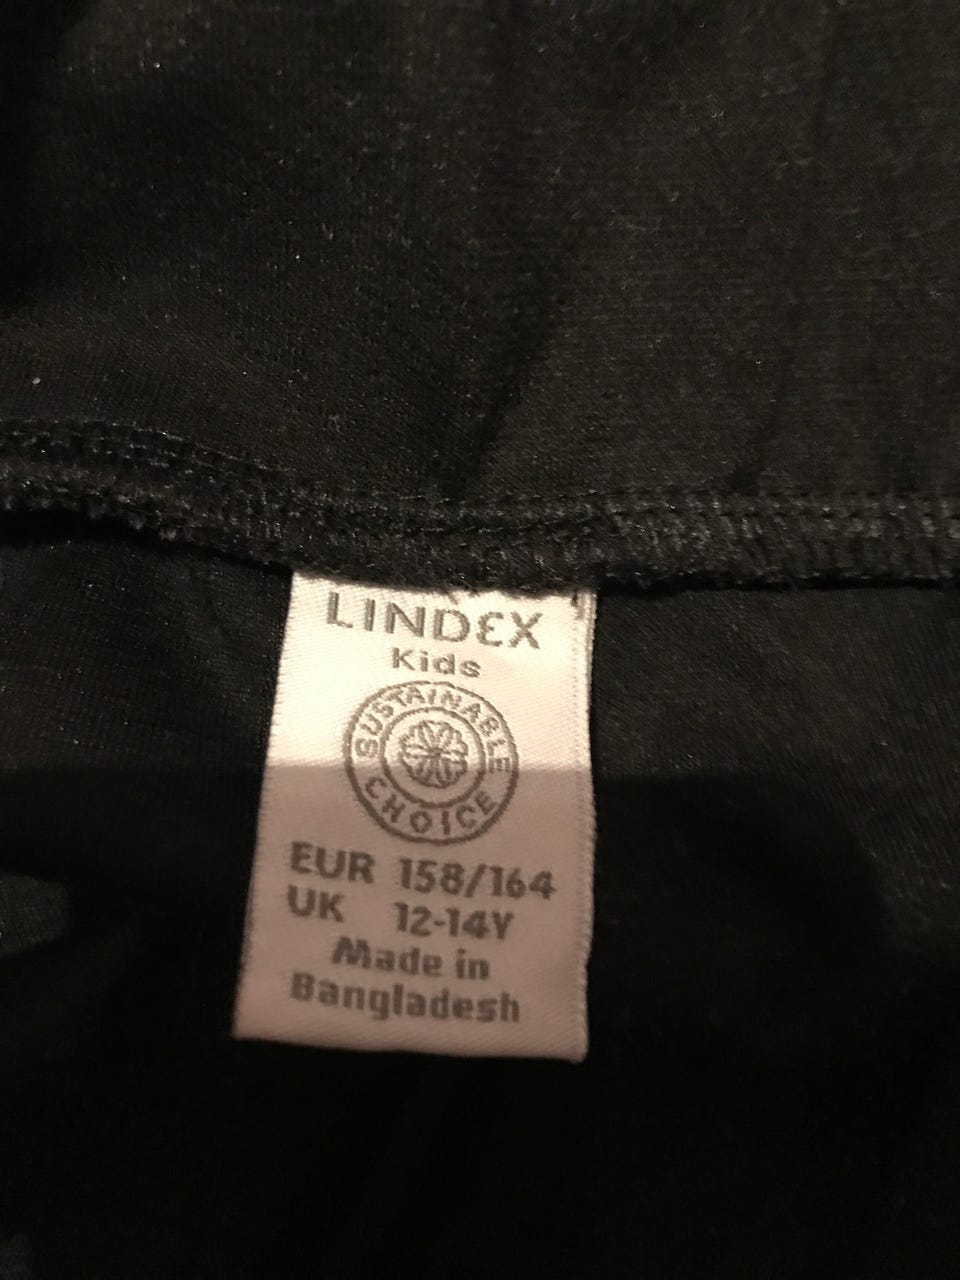 LINDEX
Kids
SUSTAINABLE
CHOICE
EUR 158/164
UK 12-14Y
Made in
Bangladesh